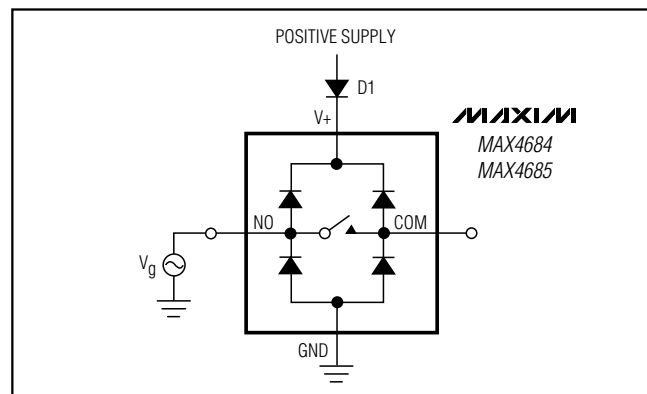 POSITIVE SUPPLY
D1
V+
MAXIM
MAX4684
MAX4685
NO
COM
Vg
GND